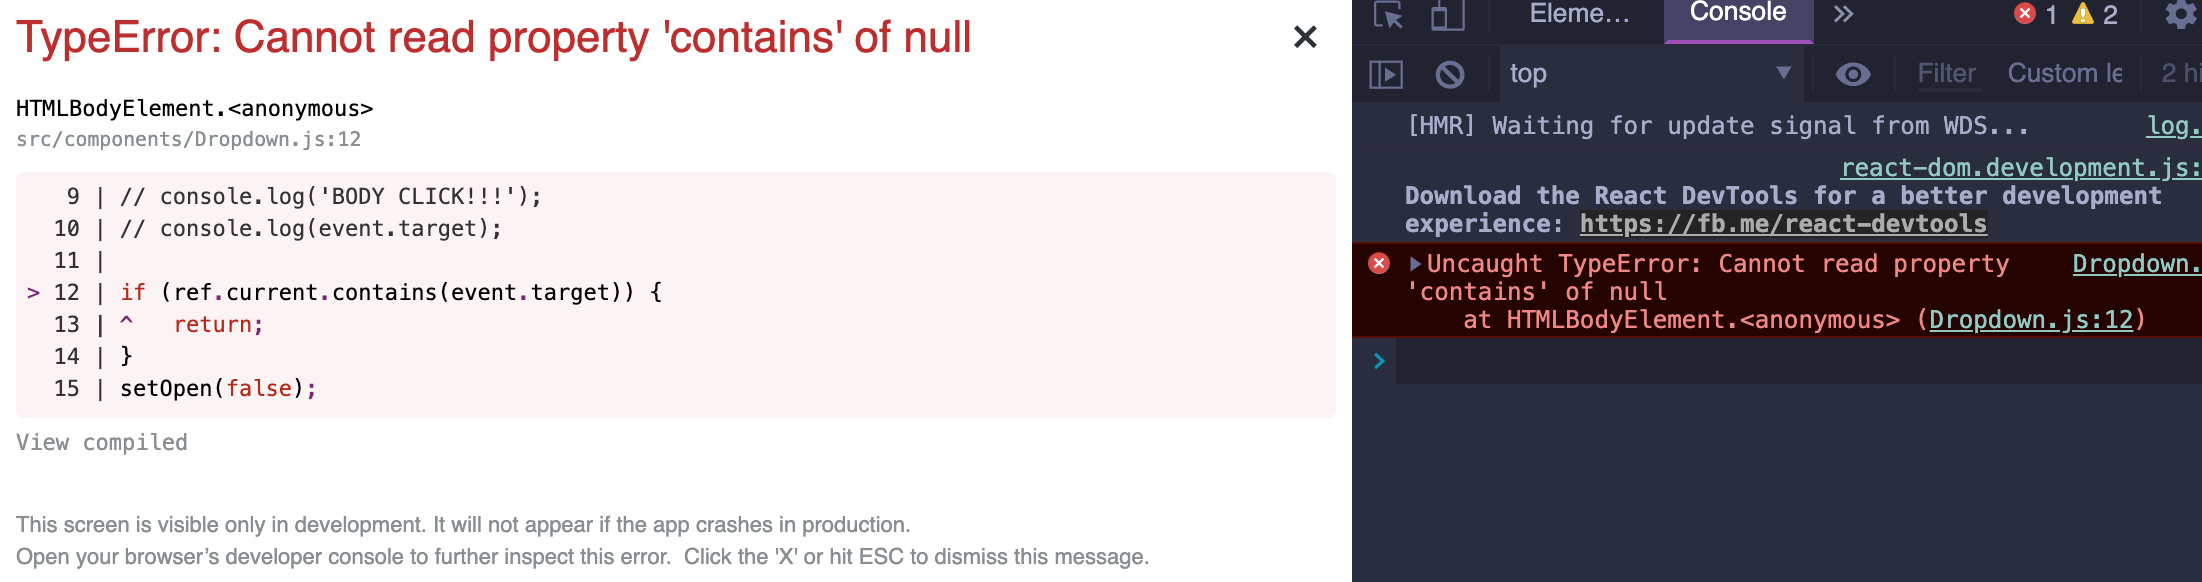 TypeError: Cannot read property 'contains' of null
HTMLBodyElement.<anonymous>
src/components/Dropdown.js:12
9 | // console.log('BODY CLICK!!!');
10 | // console.log(event.target);
11 |
> 12 | if (ref.current.contains(event.target)) {
13 | ^ return;
14 | }
15 | setOpen(false);
View compiled
This screen is visible only in development. It will not appear if the app crashes in production.
Open your browser’s developer console to further inspect this error. Click the 'X' or hit ESC to dismiss this message.
Eleme… Console 1 2
top Filter Custom le 2 hi
[HMR] Waiting for update signal from WDS... log.
react-dom.development.js:
Download the React DevTools for a better development
experience: https://fb.me/react-devtools
Uncaught TypeError: Cannot read property Dropdown.
'contains' of null
at HTMLBodyElement.<anonymous> (Dropdown.js:12)